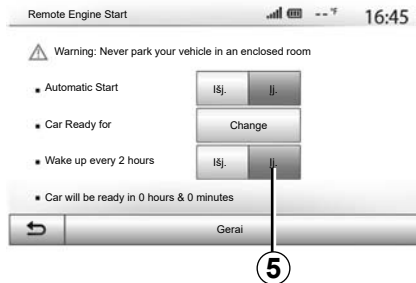 Remote Engine Start -- °F 16:45
Warning: Never park your vehicle in an enclosed room
Automatic Start Išj. Įj.
Car Ready for Change
Wake up every 2 hours Išj. Įj.
Car will be ready in 0 hours & 0 minutes
Gerai
5